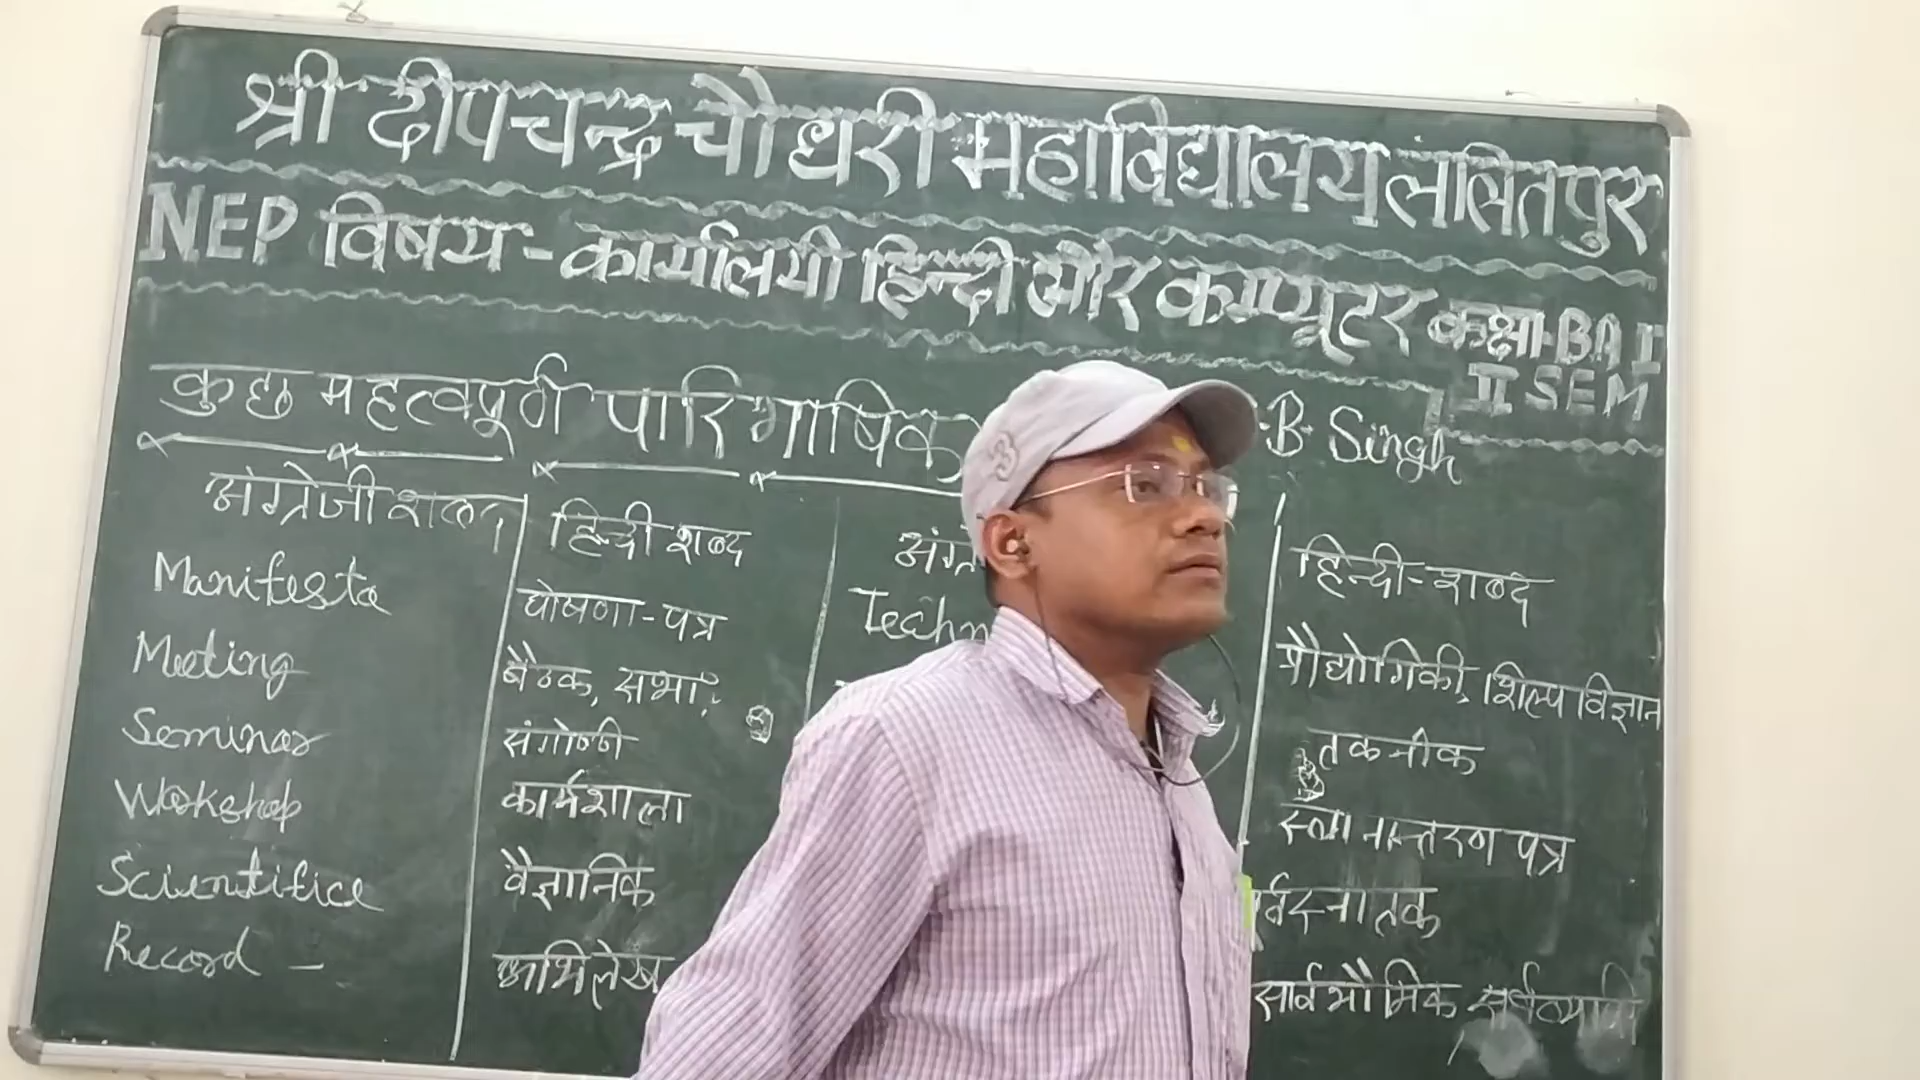 श्री दीपचन्द्र चौधरी महाविद्यालय ललितपुर
NEP विषय - कार्यालयी हिन्दी और कम्प्यूटर कक्षा-BA I
II SEM
कुछ महत्वपूर्ण पारिभाषिक B Singh
अंग्रेजी शब्द हिन्दी शब्द हिन्दी-शब्द
Manifesta घोषणा-पत्र प्रौद्योगिकी, शिल्प विज्ञान
Meeting बैठक, सभा तकनीक
Seminar संगोष्ठी स्थानान्तरण पत्र
Workshop कार्यशाला
Scientifice वैज्ञानिक
Record - अभिलेख सार्वभौमिक